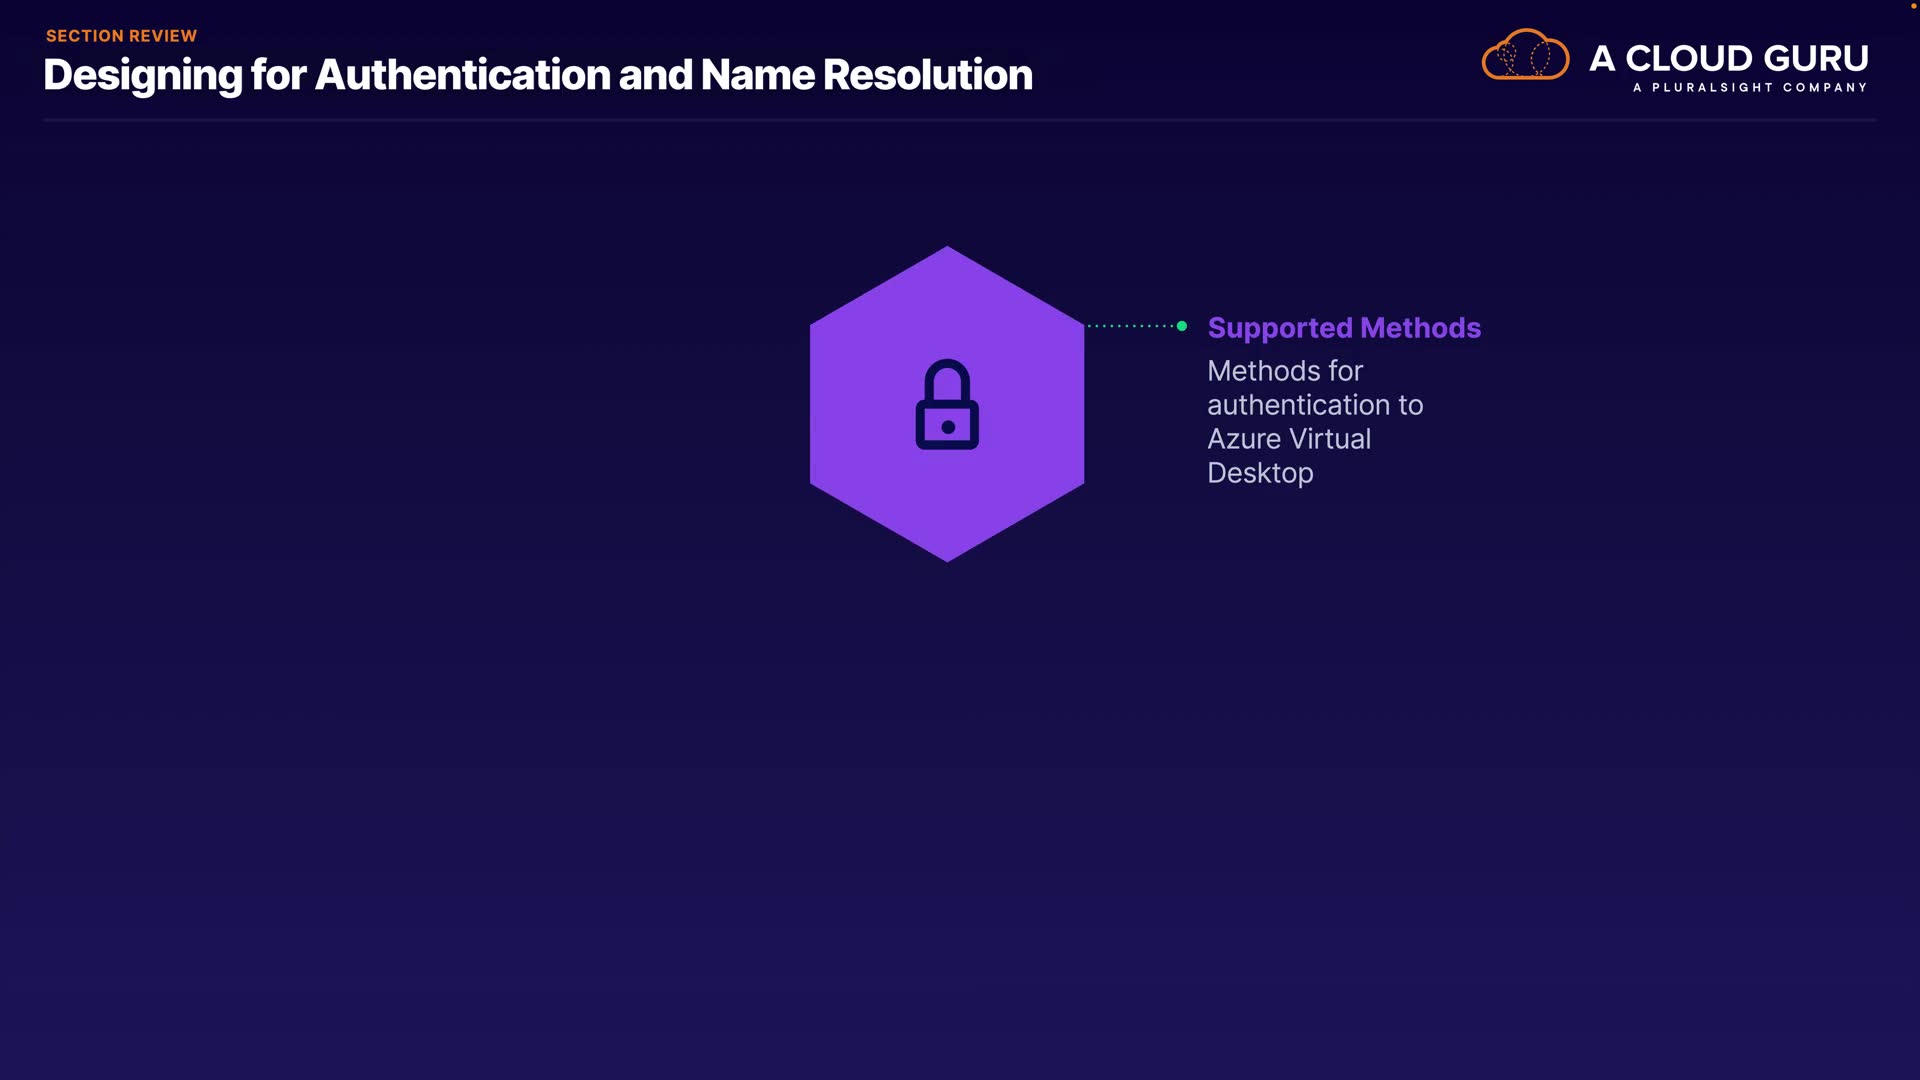 SECTION REVIEW
Designing for Authentication and Name Resolution
A CLOUD GURU
A PLURALSIGHT COMPANY
Supported Methods
Methods for
authentication to
Azure Virtual
Desktop